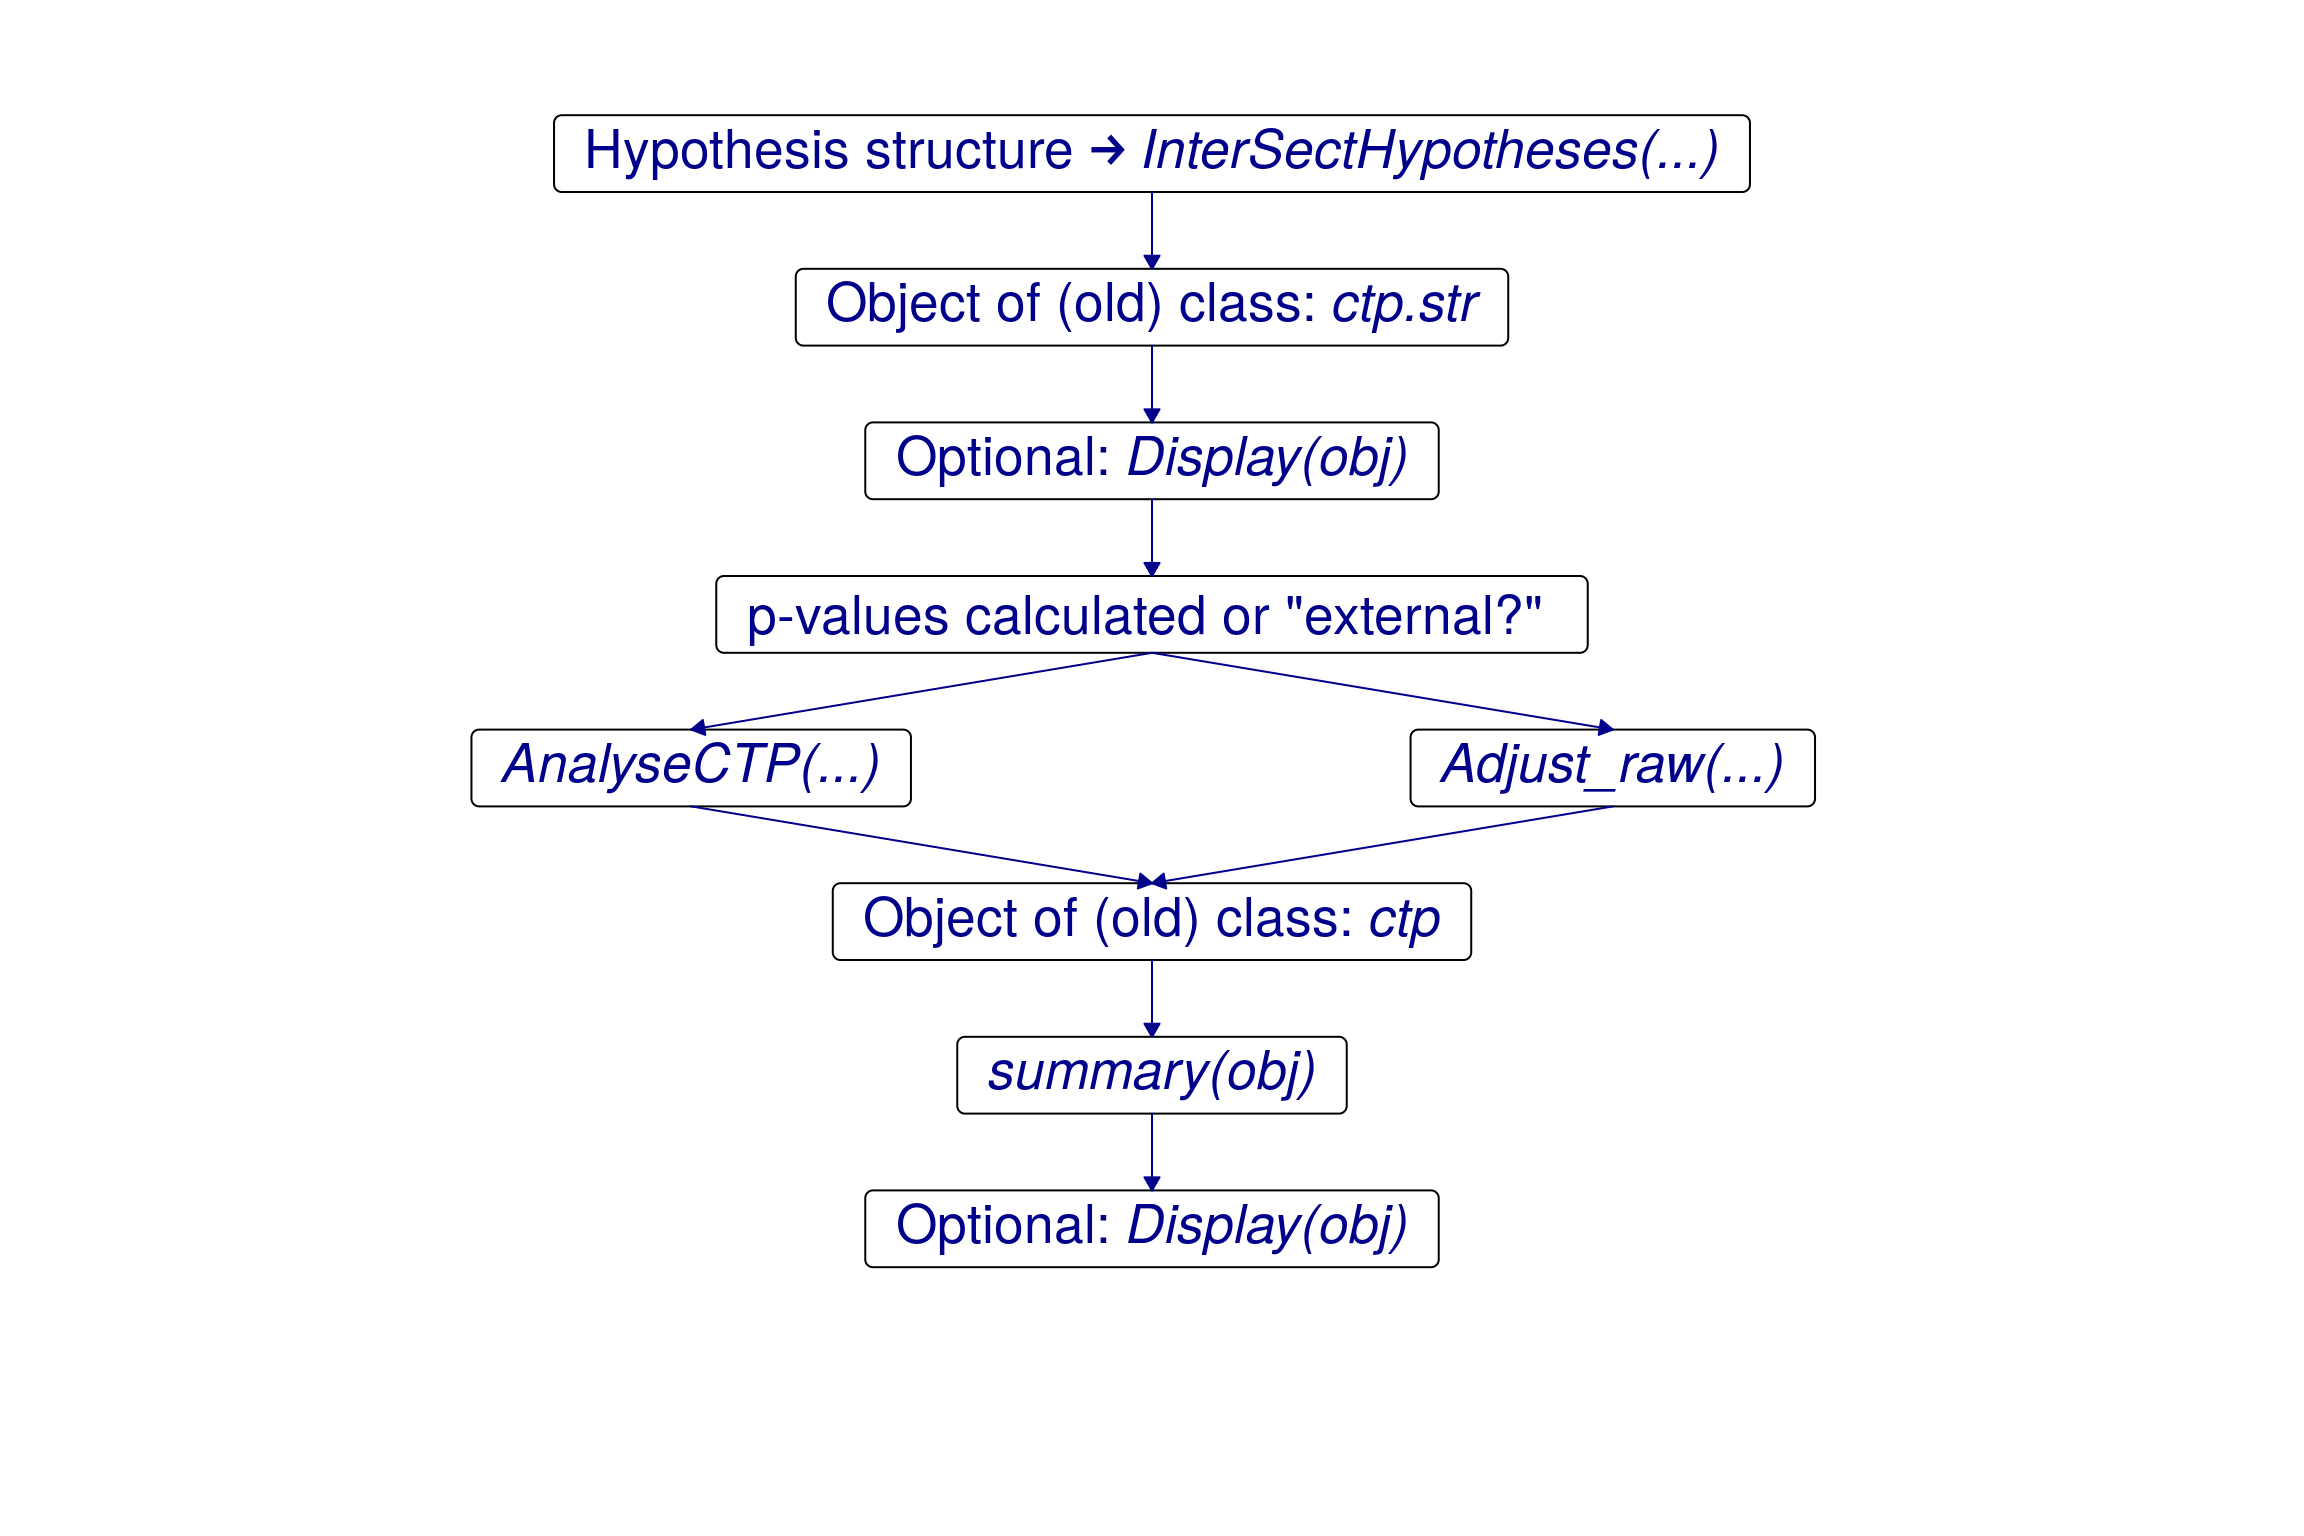 Hypothesis structure → InterSectHypotheses(...)
Object of (old) class: ctp.str
Optional: Display(obj)
p-values calculated or "external?"
AnalyseCTP(...)
Adjust_raw(...)
Object of (old) class: ctp
summary(obj)
Optional: Display(obj)